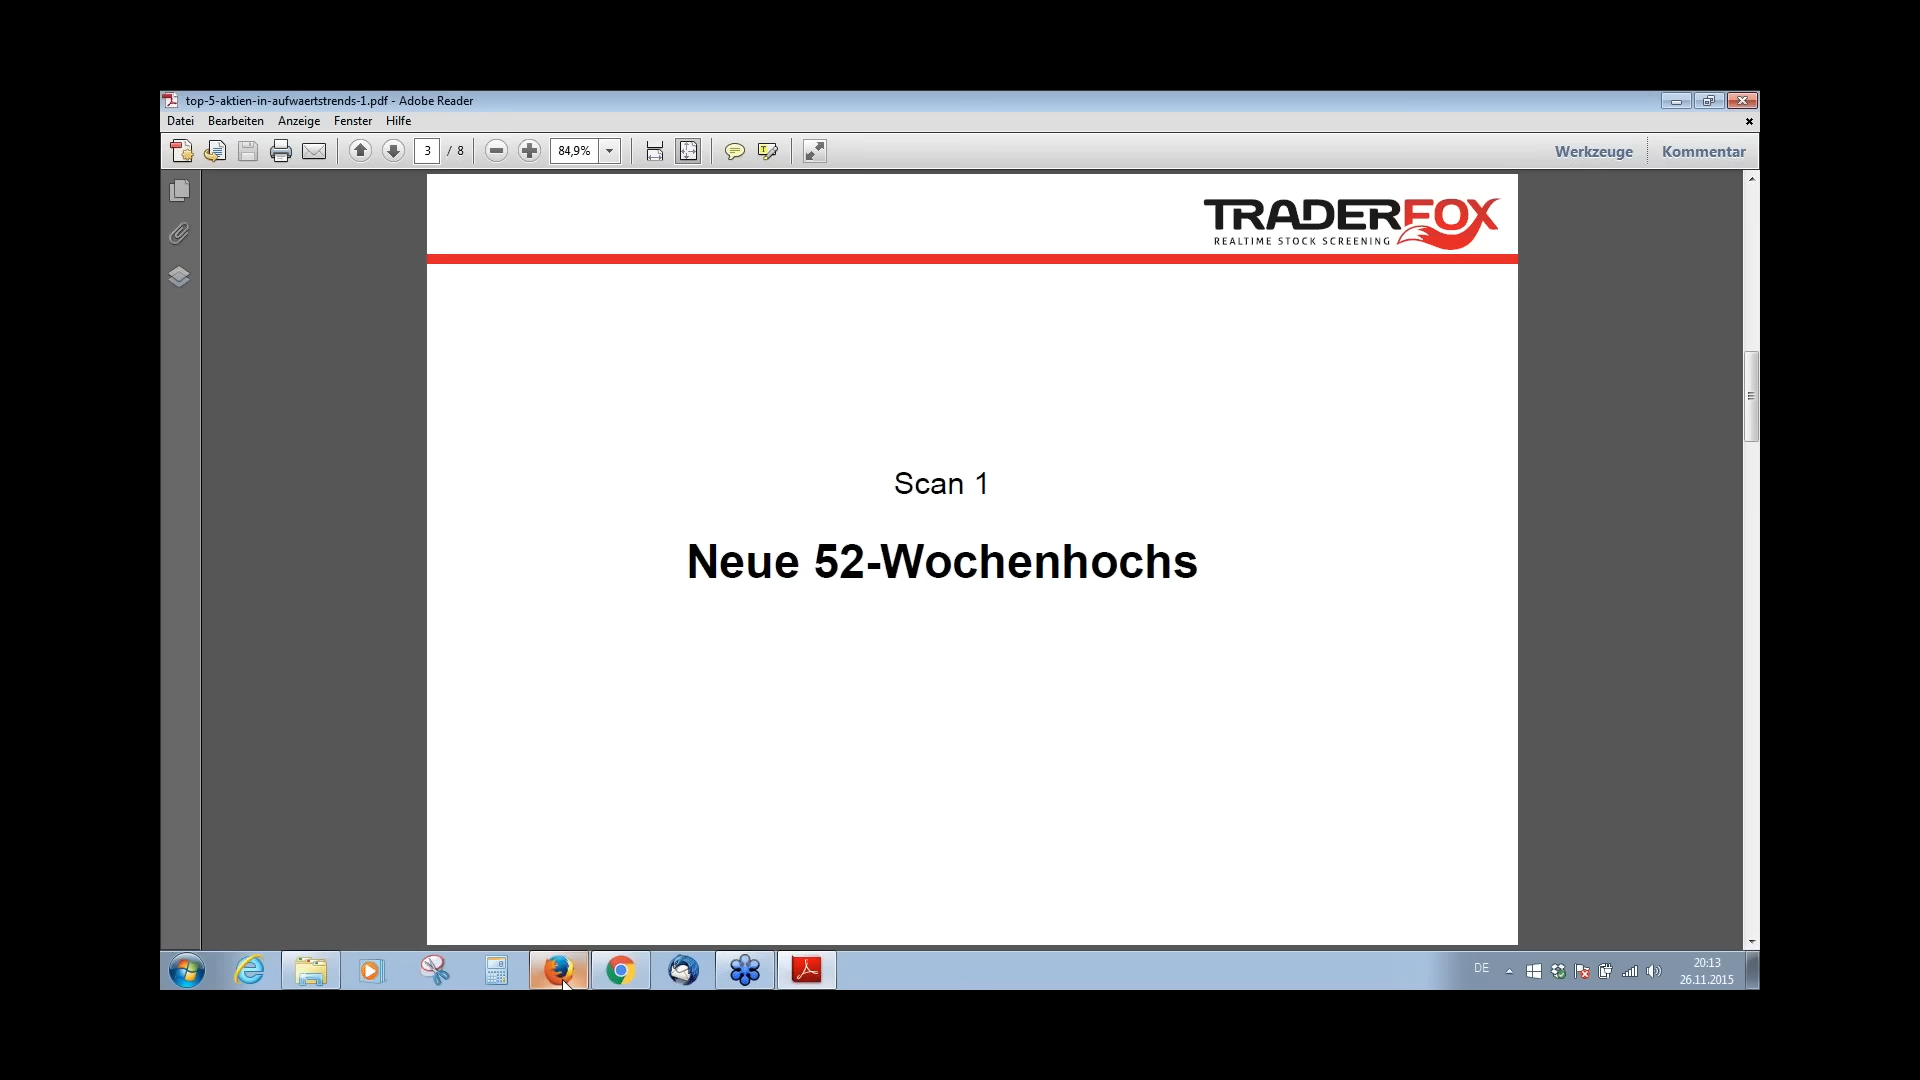 top-5-aktien-in-aufwaertstrends-1.pdf - Adobe Reader
Datei Bearbeiten Anzeige Fenster Hilfe
3 / 8 84,9% Werkzeuge Kommentar
TRADERFOX
REALTIME STOCK SCREENING
Scan 1
Neue 52-Wochenhochs
DE
20:13
26.11.2015